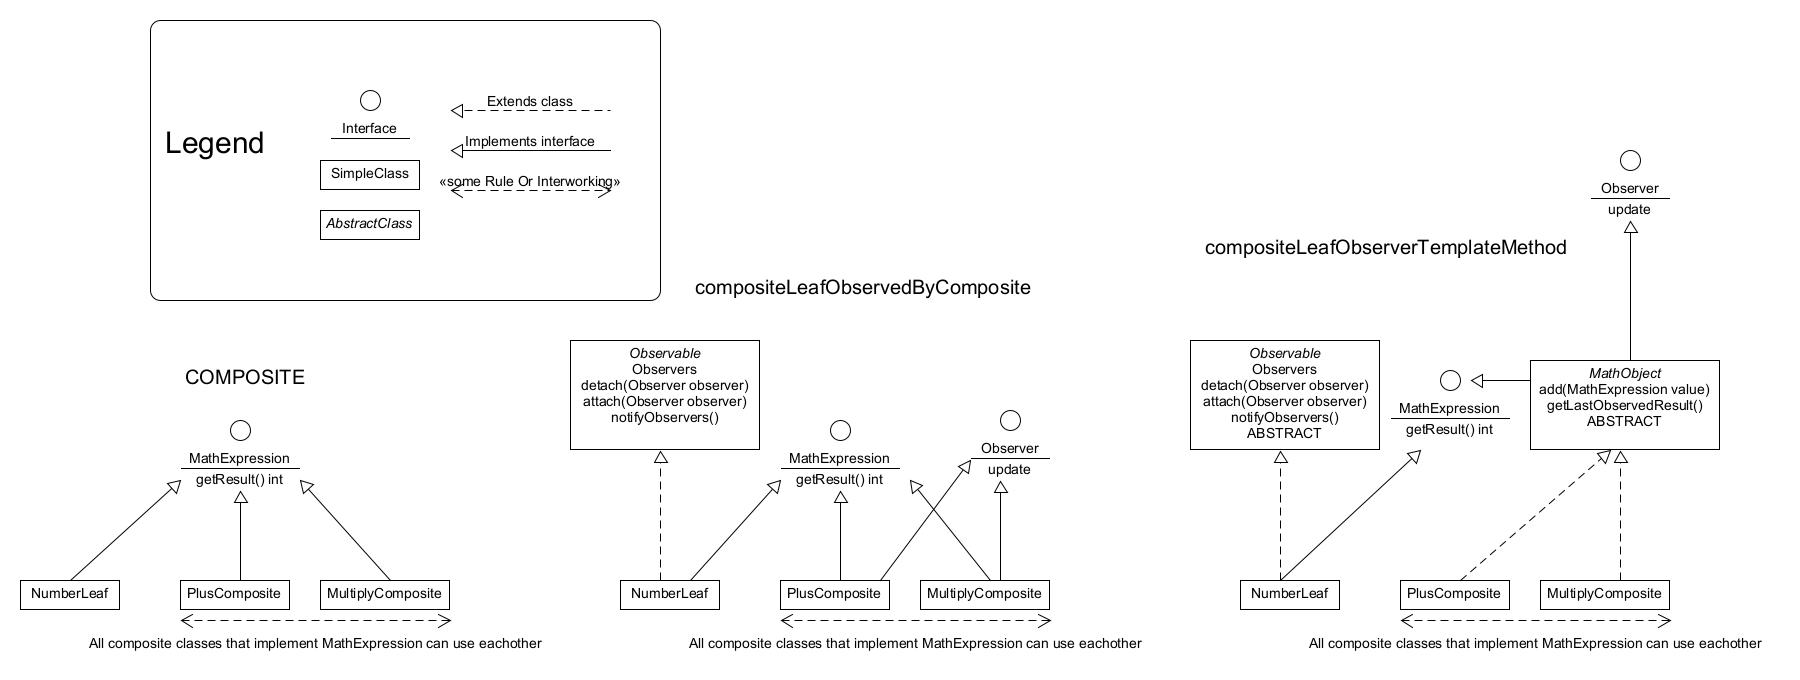 Legend
Interface
SimpleClass
AbstractClass
Extends class
Implements interface
«some Rule Or Interworking»
COMPOSITE
MathExpression
getResult() int
NumberLeaf
PlusComposite
MultiplyComposite
All composite classes that implement MathExpression can use eachother
compositeLeafObservedByComposite
Observable
Observers
detach(Observer observer)
attach(Observer observer)
notifyObservers()
MathExpression
getResult() int
Observer
update
NumberLeaf
PlusComposite
MultiplyComposite
All composite classes that implement MathExpression can use eachother
compositeLeafObserverTemplateMethod
Observer
update
Observable
Observers
detach(Observer observer)
attach(Observer observer)
notifyObservers()
ABSTRACT
MathExpression
getResult() int
MathObject
add(MathExpression value)
getLastObservedResult()
ABSTRACT
NumberLeaf
PlusComposite
MultiplyComposite
All composite classes that implement MathExpression can use eachother